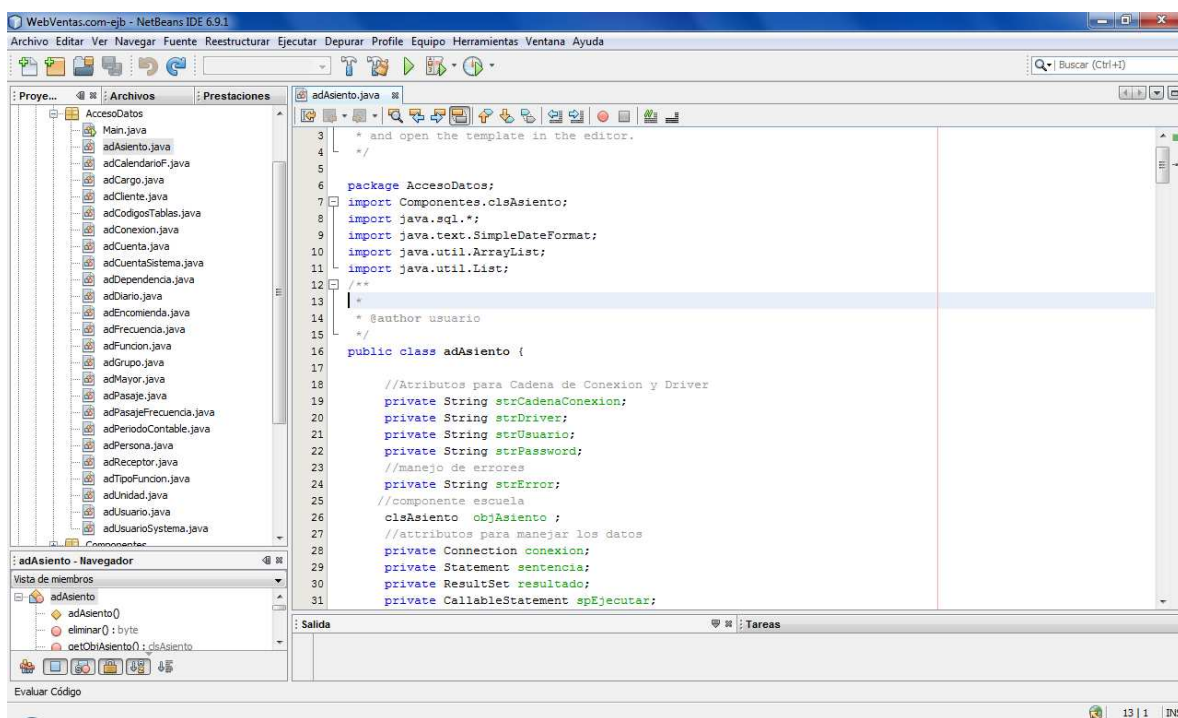 WebVentas.com-ejb - NetBeans IDE 6.9.1
Archivo Editar Ver Navegar Fuente Reestructurar Ejecutar Depurar Profile Equipo Herramientas Ventana Ayuda
Buscar (Ctrl+I)
Proye...
Archivos
Prestaciones
AccesoDatos
Main.java
adAsiento.java
adCalendarioF.java
adCargo.java
adCliente.java
adCodigosTablas.java
adConexion.java
adCuenta.java
adCuentaSistema.java
adDependencia.java
adDiario.java
adEncomienda.java
adFrecuencia.java
adFuncion.java
adGrupo.java
adMayor.java
adPasaje.java
adPasajeFrecuencia.java
adPeriodoContable.java
adPersona.java
adReceptor.java
adTipoFuncion.java
adUnidad.java
adUsuario.java
adUsuarioSystema.java
Componentes
adAsiento - Navegador
Vista de miembros
adAsiento
adAsiento()
eliminar() : byte
getObjAsiento() : clsAsiento
adAsiento.java
3 * and open the template in the editor.
4 */
5
6 package AccesoDatos;
7 import Componentes.clsAsiento;
8 import java.sql.*;
9 import java.text.SimpleDateFormat;
10 import java.util.ArrayList;
11 import java.util.List;
12 /**
13 *
14 * @author usuario
15 */
16 public class adAsiento {
17
18 //Atributos para Cadena de Conexion y Driver
19 private String strCadenaConexion;
20 private String strDriver;
21 private String strUsuario;
22 private String strPassword;
23 //manejo de errores
24 private String strError;
25 //componente escuela
26 clsAsiento objAsiento ;
27 //attributos para manejar los datos
28 private Connection conexion;
29 private Statement sentencia;
30 private ResultSet resultado;
31 private CallableStatement spEjecutar;
Salida
Tareas
Evaluar Código
13 | 1 INS